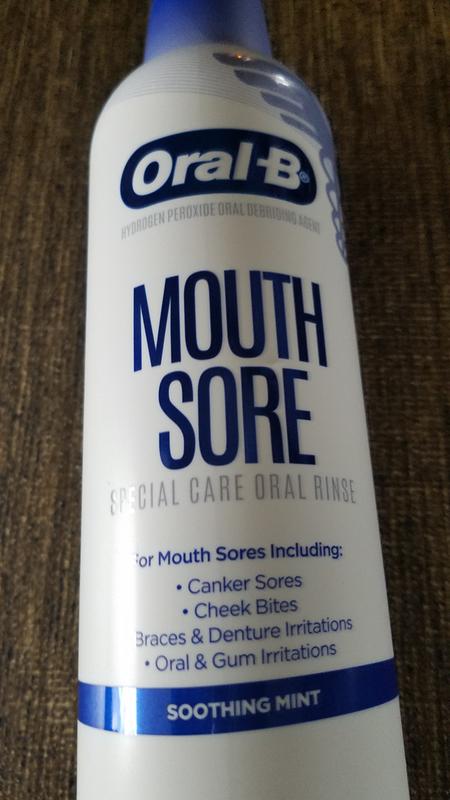 Oral-B®
HYDROGEN PEROXIDE ORAL DEBRIDING AGENT
MOUTH
SORE
SPECIAL CARE ORAL RINSE
For Mouth Sores Including:
• Canker Sores
• Cheek Bites
Braces & Denture Irritations
• Oral & Gum Irritations
SOOTHING MINT